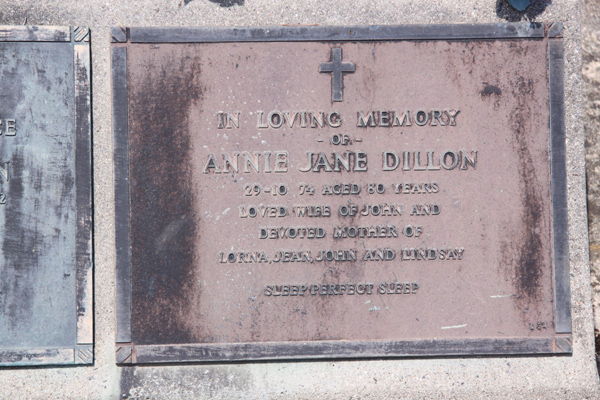 IN LOVING MEMORY
- OF -
ANNIE JANE DILLON
29-10 74 AGED 80 YEARS
LOVED WIFE OF JOHN AND
DEVOTED MOTHER OF
LORNA, JEAN, JOHN AND LINDSAY
SLEEP PERFECT SLEEP